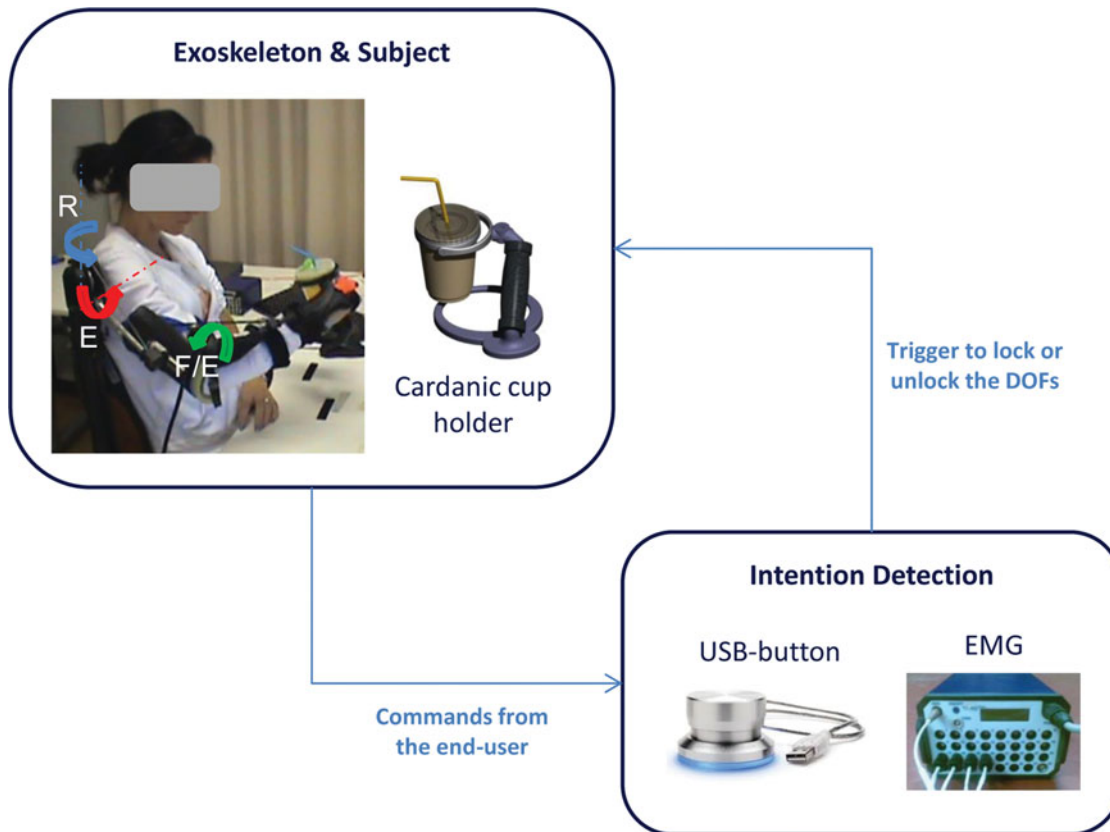 Exoskeleton & Subject
R
E
F/E
Cardanic cup
holder
Trigger to lock or
unlock the DOFs
Intention Detection
USB-button
EMG
Commands from
the end-user